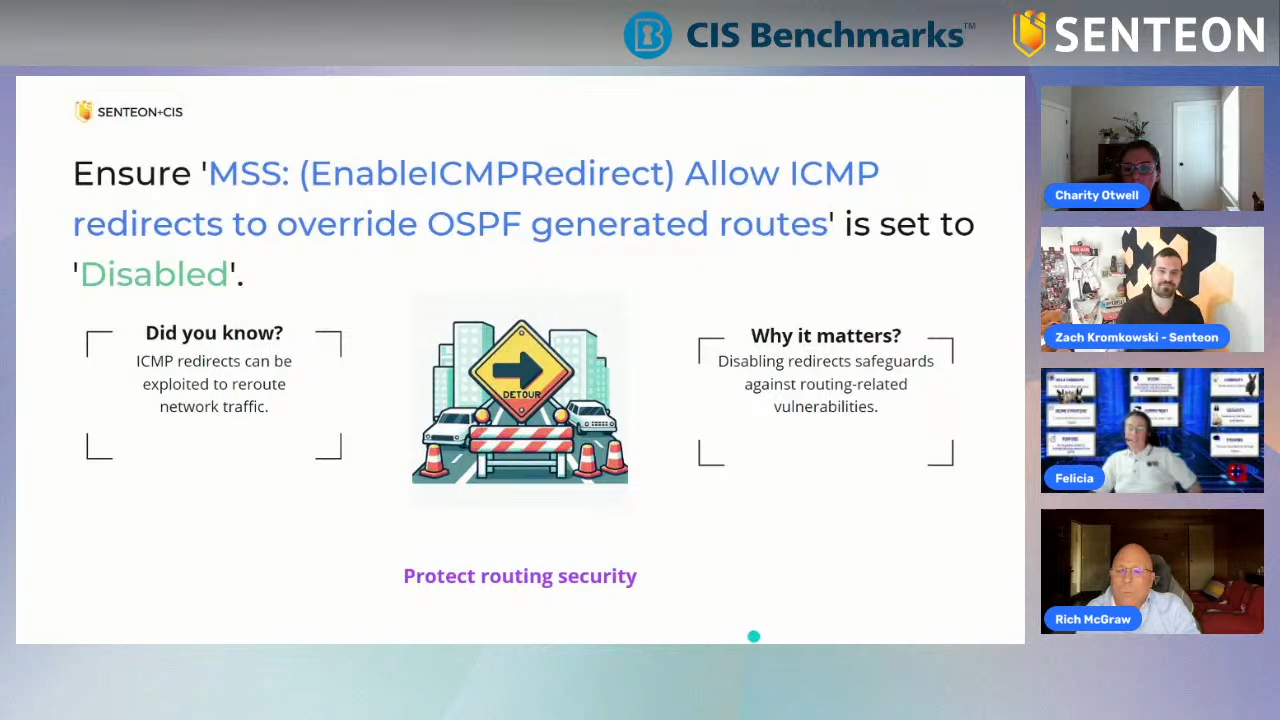 CIS Benchmarks™
SENTEON
SENTEON+CIS
Ensure 'MSS: (EnableICMPRedirect) Allow ICMP
redirects to override OSPF generated routes' is set to
'Disabled'.
Did you know?
ICMP redirects can be
exploited to reroute
network traffic.
DETOUR
Why it matters?
Disabling redirects safeguards
against routing-related
vulnerabilities.
Protect routing security
Charity Otwell
Zach Kromkowski - Senteon
Felicia
Rich McGraw